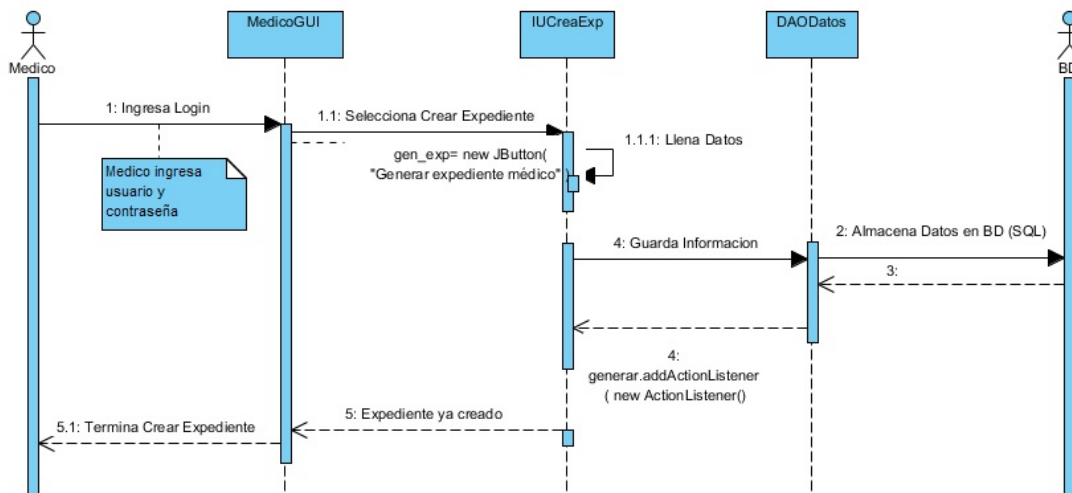 MedicoGUI
IUCreaExp
DAODatos
Medico
BD
1: Ingresa Login
1.1: Selecciona Crear Expediente
1.1.1: Llena Datos
gen_exp= new JButton(
"Generar expediente médico" )
Medico ingresa
usuario y
contraseña
4: Guarda Informacion
2: Almacena Datos en BD (SQL)
3:
4:
generar.addActionListener
( new ActionListener()
5: Expediente ya creado
5.1: Termina Crear Expediente